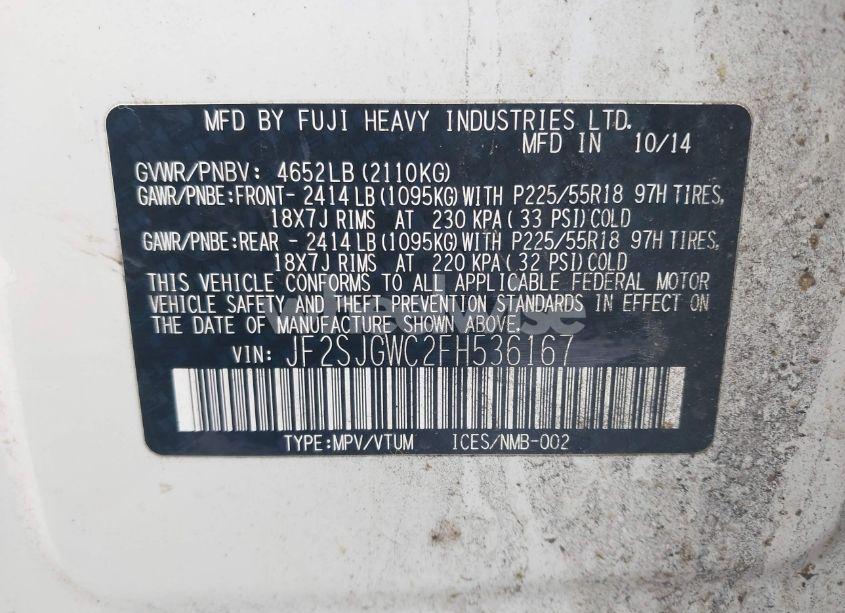 MFD BY FUJI HEAVY INDUSTRIES LTD.
MFD IN 10/14
GVWR/PNBV: 4652LB (2110KG)
GAWR/PNBE:FRONT- 2414LB (1095KG) WITH P225/55R18 97H TIRES,
18X7J RIMS AT 230 KPA ( 33 PSI) COLD
GAWR/PNBE:REAR - 2414LB (1095KG) WITH P225/55R18 97H TIRES,
18X7J RIMS AT 220 KPA ( 32 PSI) COLD
THIS VEHICLE CONFORMS TO ALL APPLICABLE FEDERAL MOTOR
VEHICLE SAFETY AND THEFT PREVENTION STANDARDS IN EFFECT ON
THE DATE OF MANUFACTURE SHOWN ABOVE.
VIN: JF2SJGWC2FH536167
TYPE:MPV/VTUM ICES/NMB-002